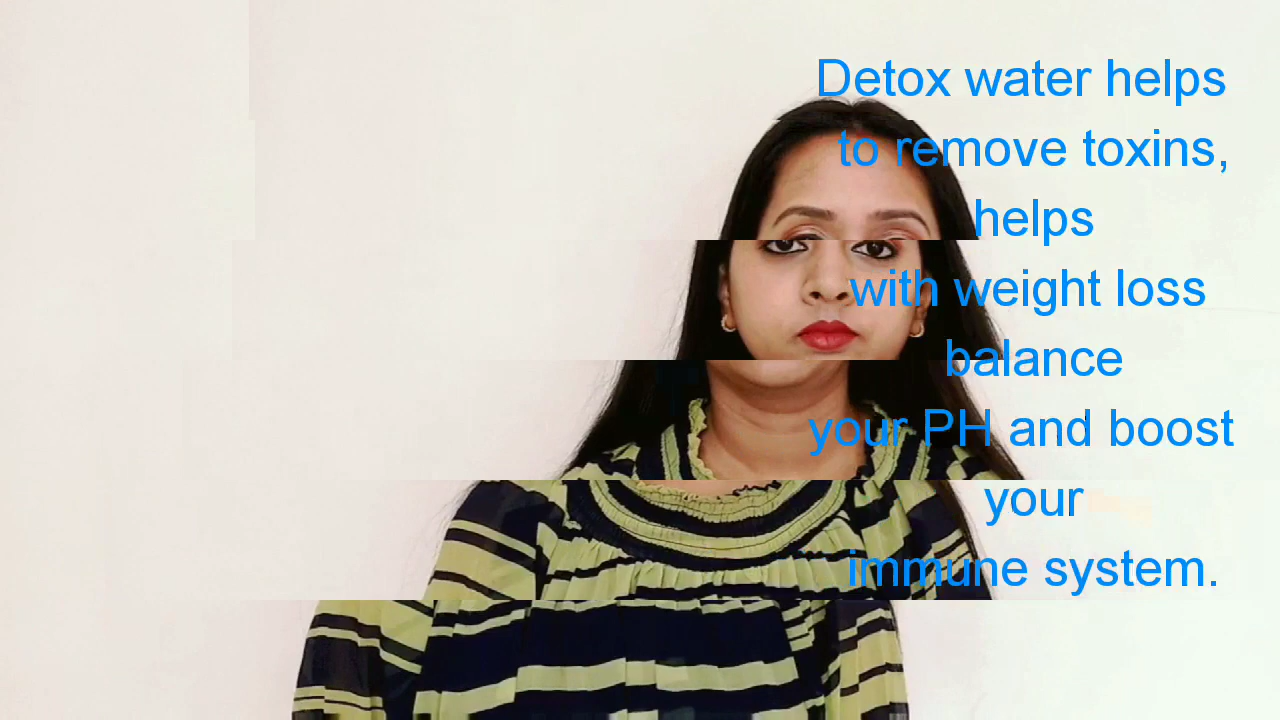 Detox water helps
to remove toxins,
helps
with weight loss
balance
your PH and boost
your
immune system.